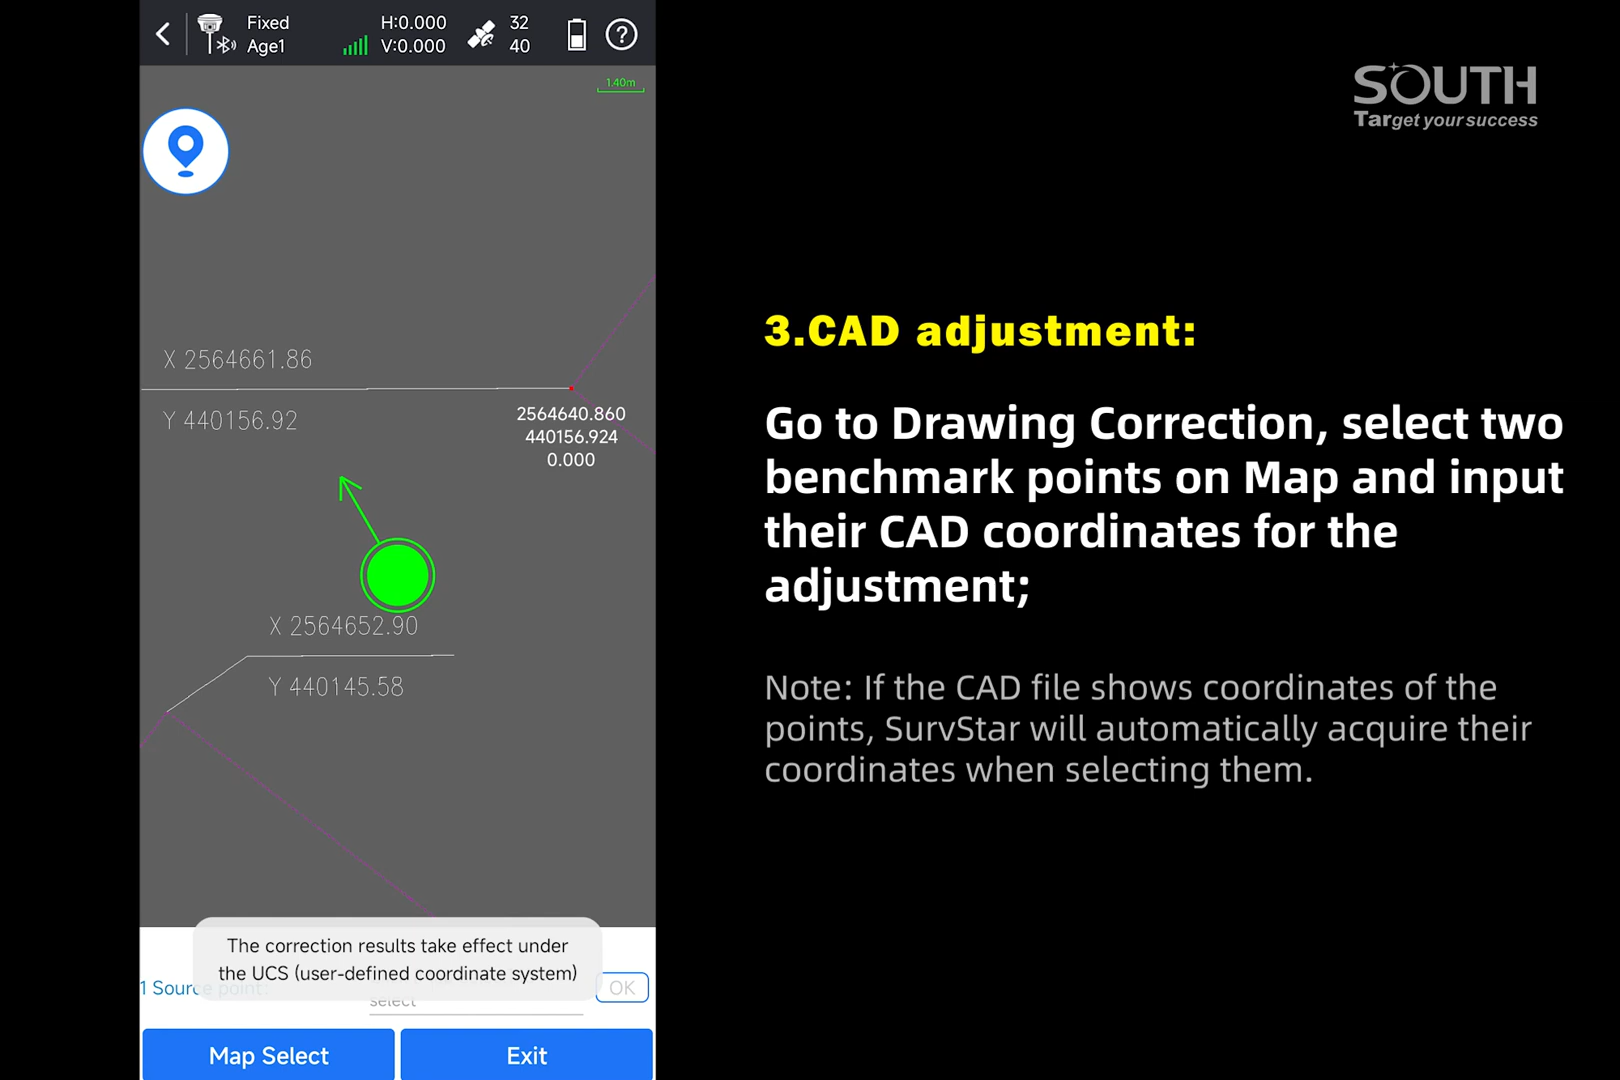 Fixed
Age1
H:0.000
V:0.000
32
40
?
1.40m
X 2564661.86
Y 440156.92
2564640.860
440156.924
0.000
X 2564652.90
Y 440145.58
The correction results take effect under
the UCS (user-defined coordinate system)
1 Source point:
select
OK
Map Select
Exit
SOUTH
Target your success
3.CAD adjustment:
Go to Drawing Correction, select two
benchmark points on Map and input
their CAD coordinates for the
adjustment;
Note: If the CAD file shows coordinates of the
points, SurvStar will automatically acquire their
coordinates when selecting them.